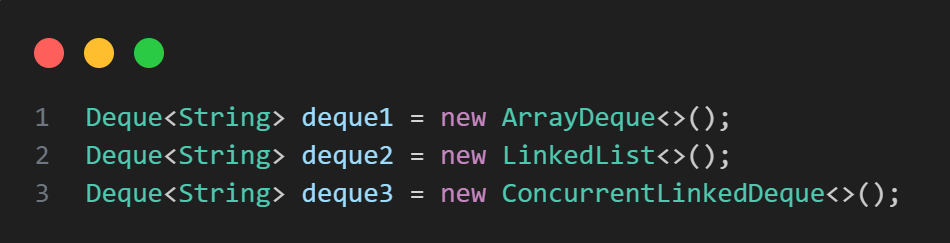 1 Deque<String> deque1 = new ArrayDeque<>();
2 Deque<String> deque2 = new LinkedList<>();
3 Deque<String> deque3 = new ConcurrentLinkedDeque<>();